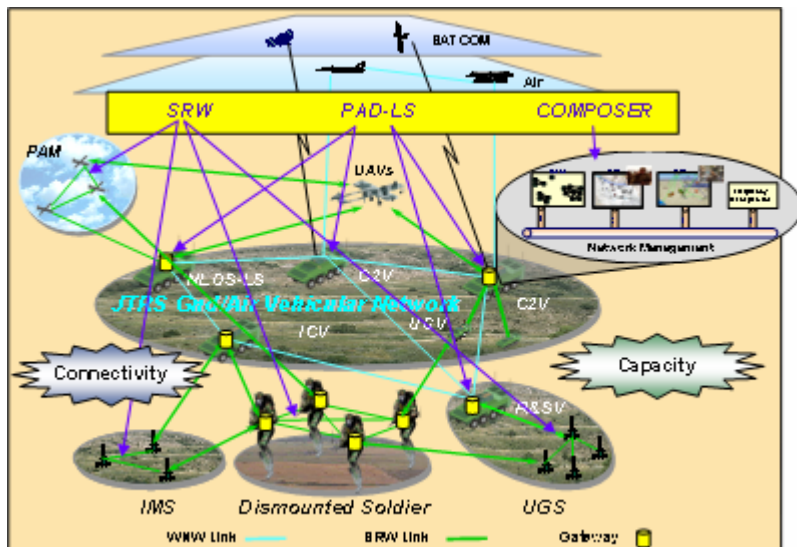 BAT COM
Air
SRW PAD-LS COMPOSER
PAM
UAVs
Network Management
NLOS-LS
C2V
JTRS Gnd/Air Vehicular Network
C2V
UGV
ICV
Connectivity
Capacity
R&SV
IMS Dismounted Soldier UGS
WNW Link SRW Link Gateway